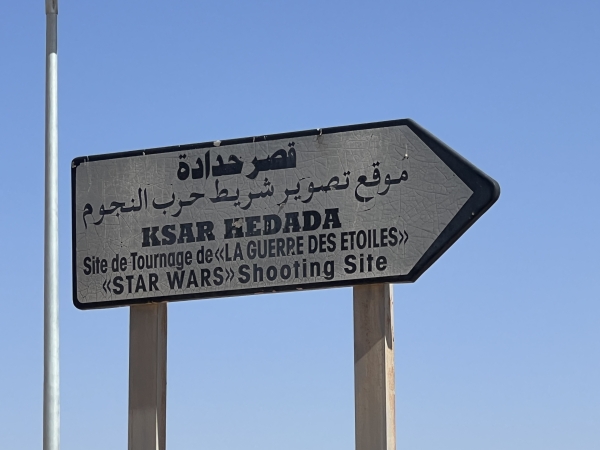 قصر حدادة
موقع تصوير شريط حرب النجوم
KSAR HEDADA
Site de Tournage de «LA GUERRE DES ETOILES»
«STAR WARS» Shooting Site